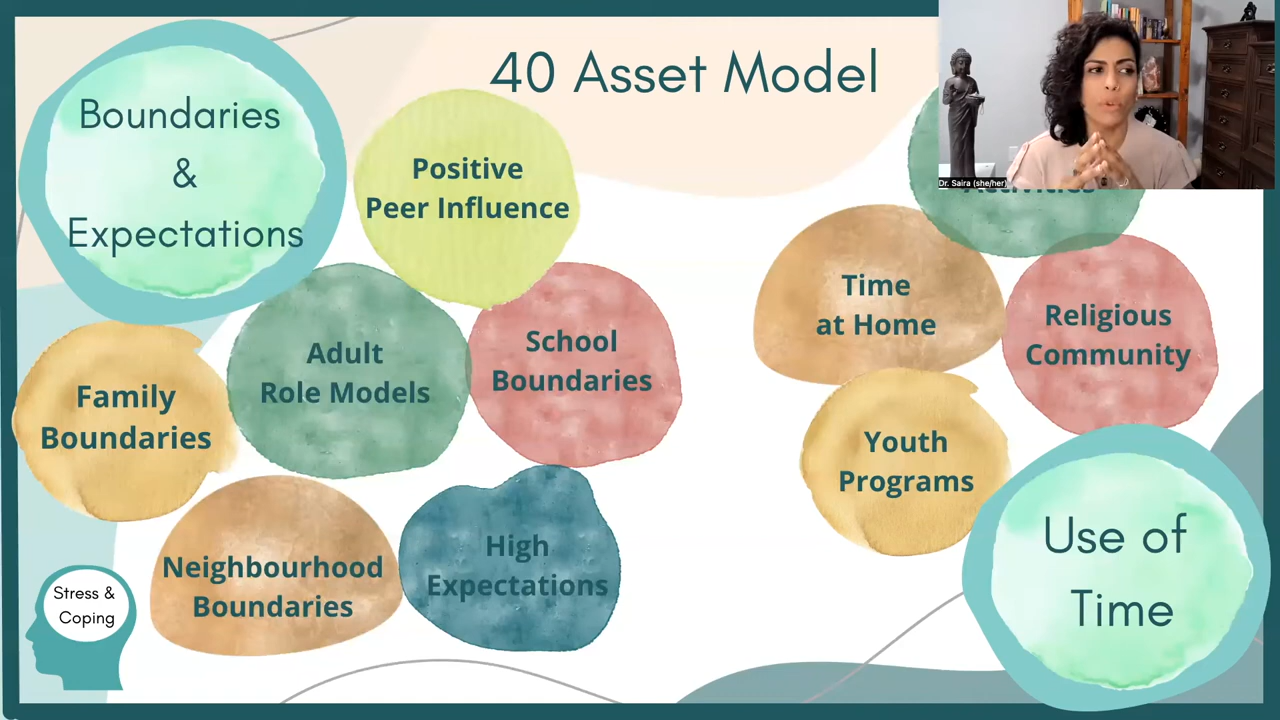 40 Asset Model
Boundaries
&
Expectations
Positive
Peer Influence
Adult
Role Models
School
Boundaries
Family
Boundaries
Neighbourhood
Boundaries
High
Expectations
Stress &
Coping
Dr. Saira (she/her)
Activities
Time
at Home
Religious
Community
Youth
Programs
Use of
Time